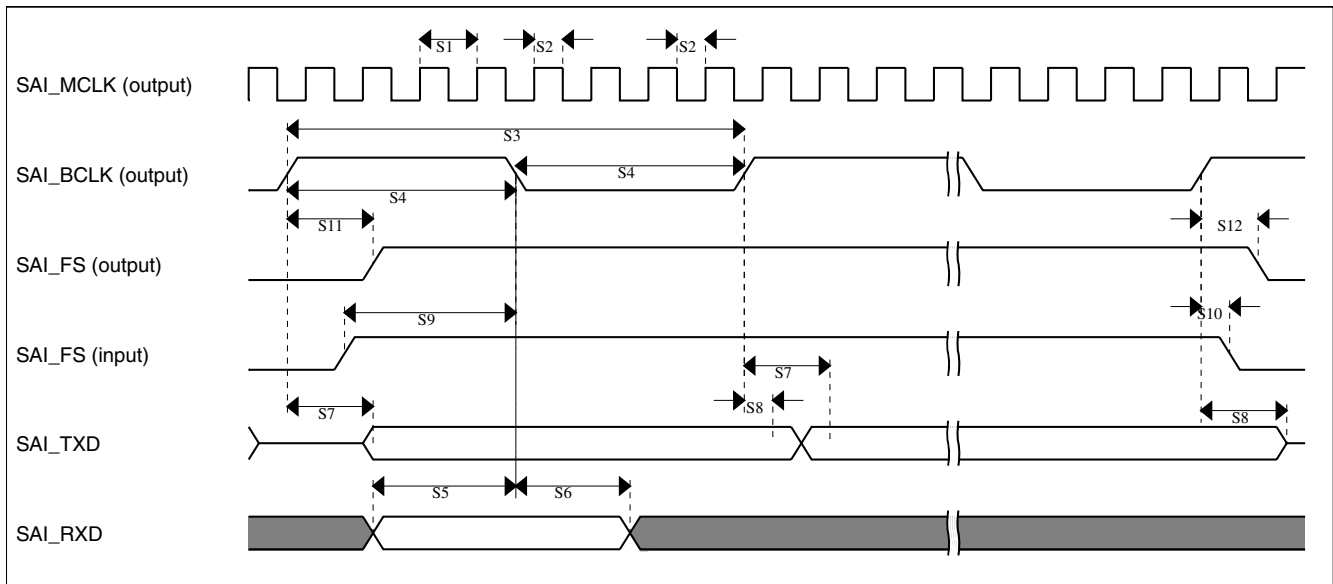 S1 S2 S2
SAI_MCLK (output)
S3
SAI_BCLK (output)
S4
S4
S11 S12
SAI_FS (output)
S9 S10
SAI_FS (input)
S7
S7 S8 S8
SAI_TXD
S5 S6
SAI_RXD